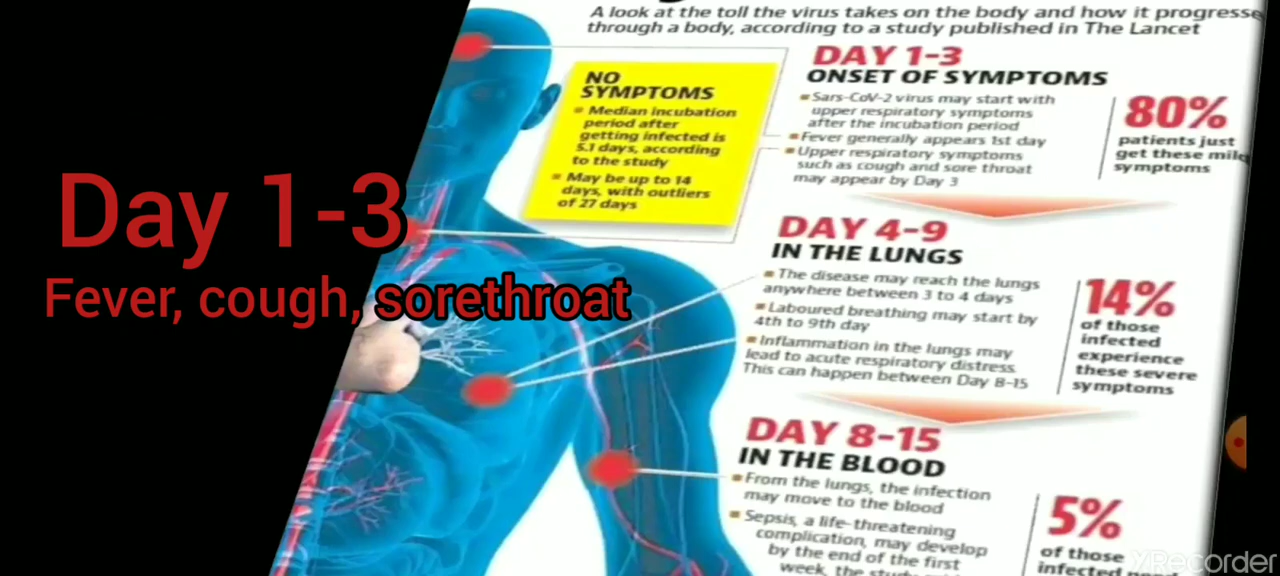 A look at the toll the virus takes on the body and how it progresse
through a body, according to a study published in The Lancet
NO
SYMPTOMS
Median incubation
period after
getting infected is
5.1 days, according
to the study
May be up to 14
days, with outliers
of 27 days
DAY 1-3
ONSET OF SYMPTOMS
Sars-CoV-2 virus may start with
upper respiratory symptoms
after the incubation period
Fever generally appears 1st day
Upper respiratory symptoms
such as cough and sore throat
may appear by Day 3
80%
patients just
get these mild
symptoms
Day 1-3
Fever, cough, sorethroat
DAY 4-9
IN THE LUNGS
The disease may reach the lungs
anywhere between 3 to 4 days
Laboured breathing may start by
4th to 9th day
Inflammation in the lungs may
lead to acute respiratory distress.
This can happen between Day 8-15
14%
of those
infected
experience
these severe
symptoms
DAY 8-15
IN THE BLOOD
From the lungs, the infection
may move to the blood
Sepsis, a life-threatening
complication, may develop
by the end of the first
week, the study
5%
of those
infected
XRecorder